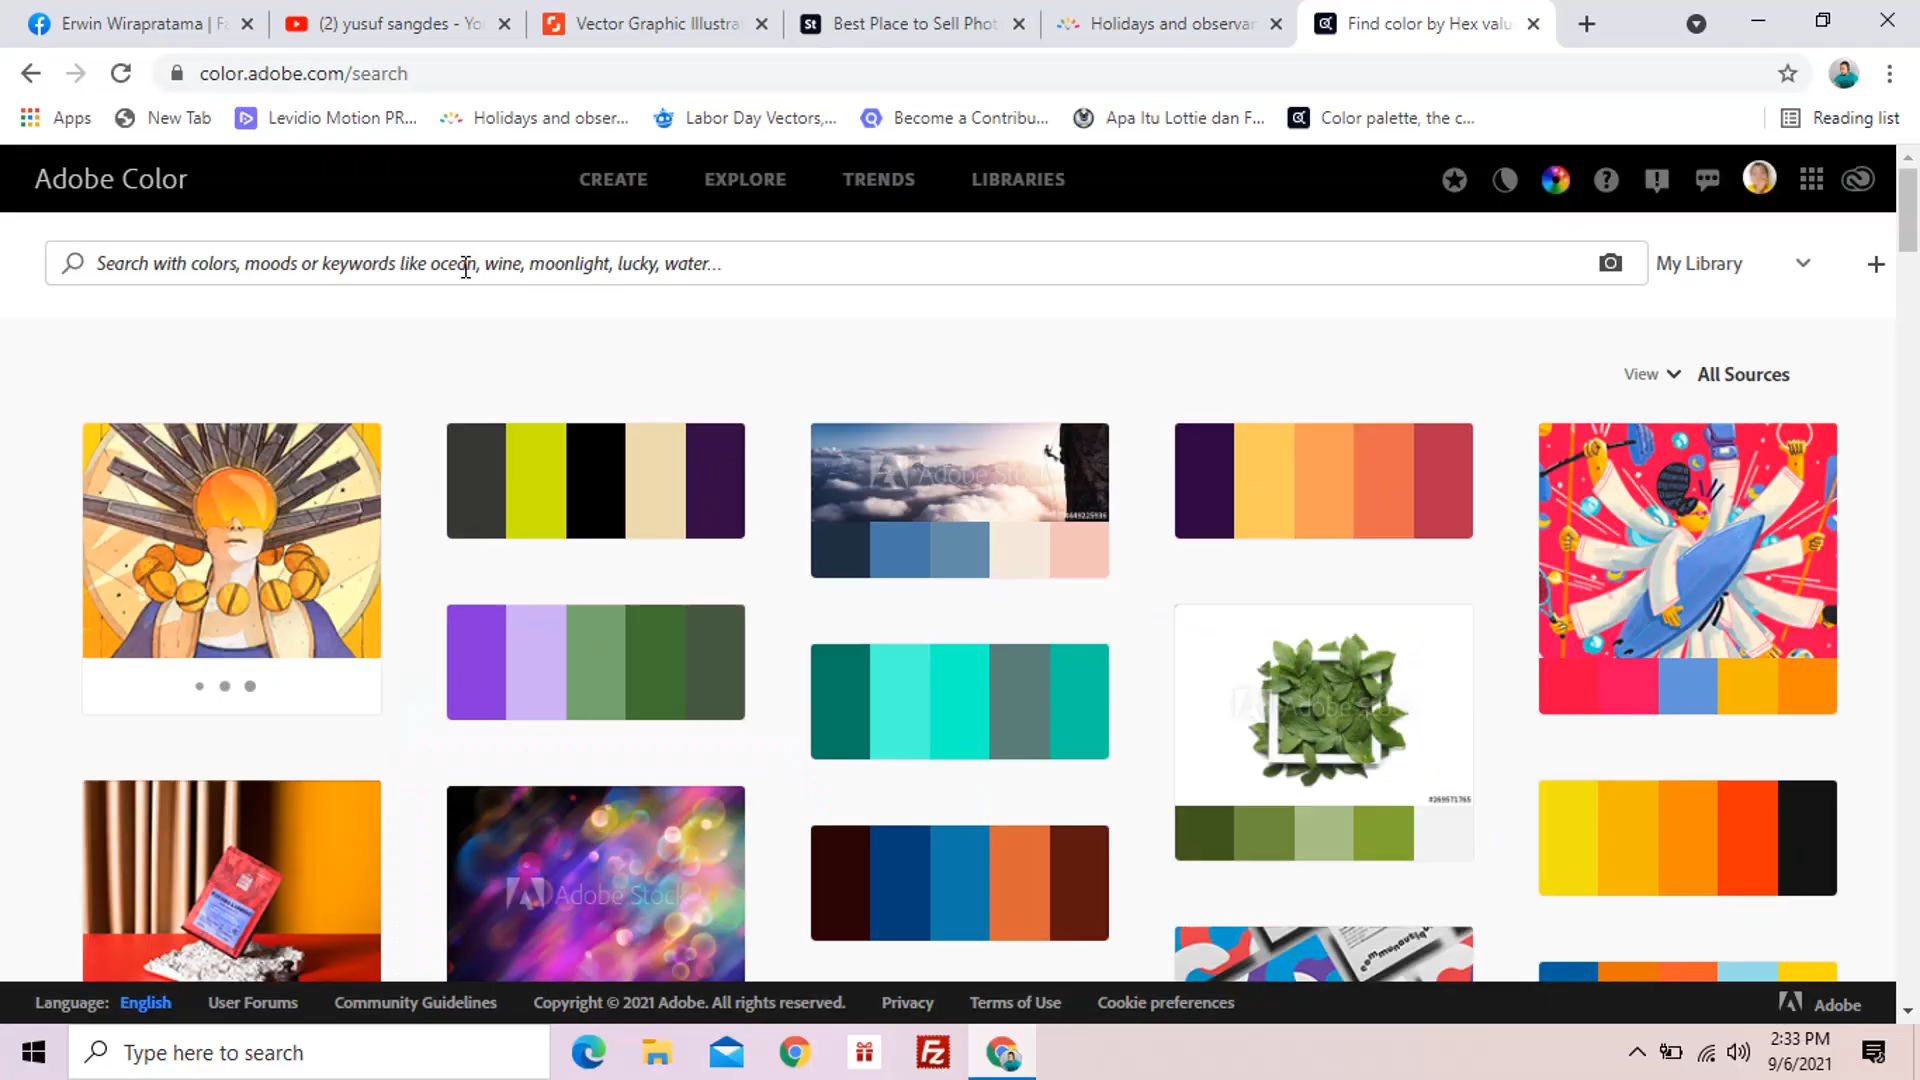 Erwin Wirapratama | Fa
(2) yusuf sangdes - Yo
Vector Graphic Illustra
St
Best Place to Sell Phot
Holidays and observan
Find color by Hex valu
color.adobe.com/search
Apps
New Tab
Levidio Motion PR...
Holidays and obser...
Labor Day Vectors,...
Become a Contribu...
Apa Itu Lottie dan F...
Color palette, the c...
Reading list
Adobe Color
CREATE
EXPLORE
TRENDS
LIBRARIES
Search with colors, moods or keywords like ocean, wine, moonlight, lucky, water...
My Library
View
All Sources
Adobe Stock
Adobe Stock
#269571765
Adobe Stock
communautiqu
Language: English
User Forums
Community Guidelines
Copyright © 2021 Adobe. All rights reserved.
Privacy
Terms of Use
Cookie preferences
Adobe
Type here to search
2:33 PM
9/6/2021